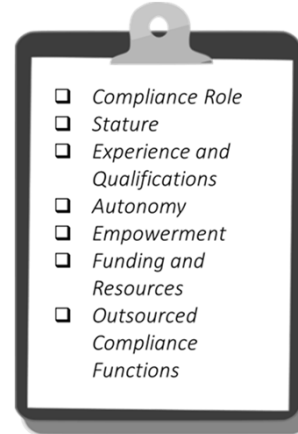 Compliance Role
Stature
Experience and
Qualifications
Autonomy
Empowerment
Funding and
Resources
Outsourced
Compliance
Functions